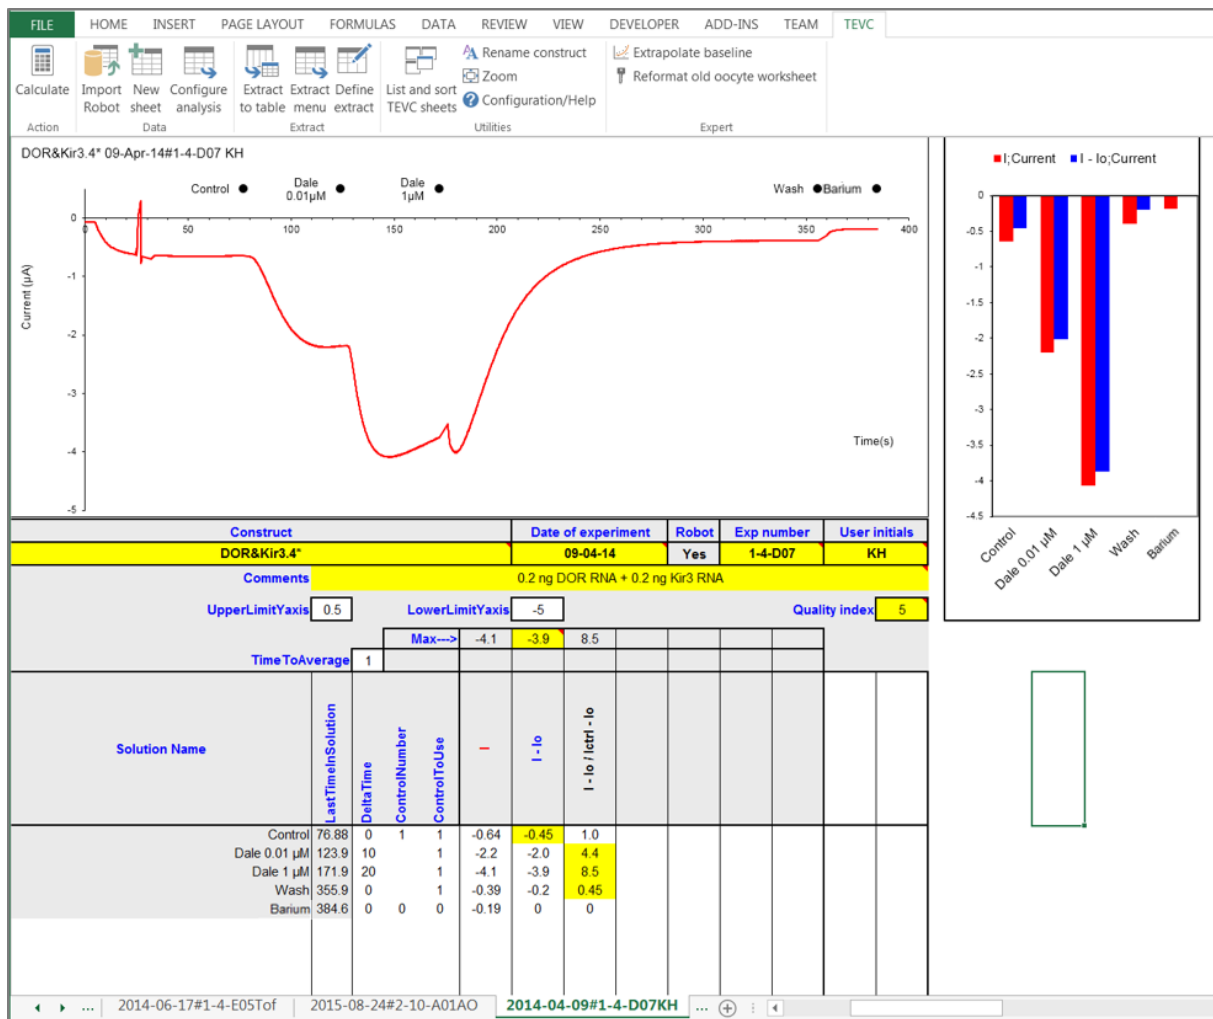 FILE HOME INSERT PAGE LAYOUT FORMULAS DATA REVIEW VIEW DEVELOPER ADD-INS TEAM TEVC
Calculate
Import Robot
New sheet
Configure analysis
Extract to table
Extract menu
Define extract
List and sort TEVC sheets
Rename construct
Zoom
Configuration/Help
Extrapolate baseline
Reformat old oocyte worksheet
Action Data Extract Utilities Expert
DOR&Kir3.4* 09-Apr-14#1-4-D07 KH
Control
Dale
0.01µM
Dale
1µM
Wash
Barium
0
-1
-2
-3
-4
-5
0 50 100 150 200 250 300 350 400
Current (µA)
Time(s)
I;Current I - Io;Current
0
-0.5
-1
-1.5
-2
-2.5
-3
-3.5
-4
-4.5
Control Dale 0.01 µM Dale 1 µM Wash Barium
Construct Date of experiment Robot Exp number User initials
DOR&Kir3.4* 09-04-14 Yes 1-4-D07 KH
Comments 0.2 ng DOR RNA + 0.2 ng Kir3 RNA
UpperLimitYaxis 0.5 LowerLimitYaxis -5 Quality index 5
Max---> -4.1 -3.9 8.5
TimeToAverage 1
Solution Name LastTimeInSolution DeltaTime ControlNumber ControlToUse I I - Io I - Io / Ictrl - Io
Control 76.88 0 1 1 -0.64 -0.45 1.0
Dale 0.01 µM 123.9 10 1 -2.2 -2.0 4.4
Dale 1 µM 171.9 20 1 -4.1 -3.9 8.5
Wash 355.9 0 1 -0.39 -0.2 0.45
Barium 384.6 0 0 0 -0.19 0 0
... 2014-06-17#1-4-E05Tof 2015-08-24#2-10-A01AO 2014-04-09#1-4-D07KH ...